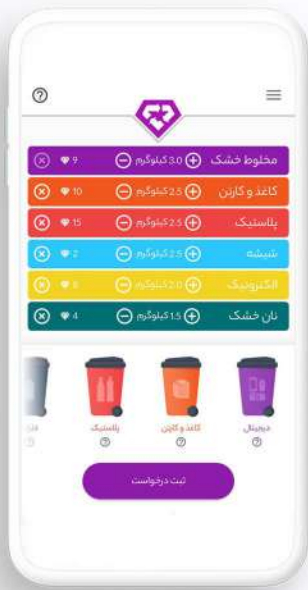 مخلوط خشک 3.0 کیلوگرم 9
کاغذ و کارتن 2.5 کیلوگرم 10
پلاستیک 2.5 کیلوگرم 15
شیشه 2.5 کیلوگرم 2
الکترونیک 2.0 کیلوگرم 8
نان خشک 1.5 کیلوگرم 4
دیجیتال کاغذ و کارتن پلاستیک
ثبت درخواست